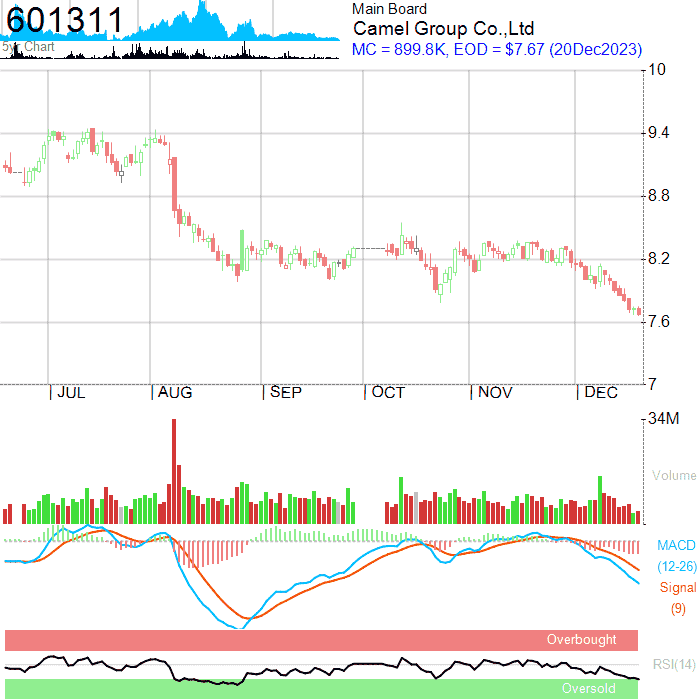 601311
5yr Chart
Main Board
Camel Group Co.,Ltd
MC = 899.8K, EOD = $7.67 (20Dec2023)
10
9.4
8.8
8.2
7.6
7
JUL AUG SEP OCT NOV DEC
34M
Volume
MACD
(12-26)
Signal
(9)
Overbought
RSI(14)
Oversold